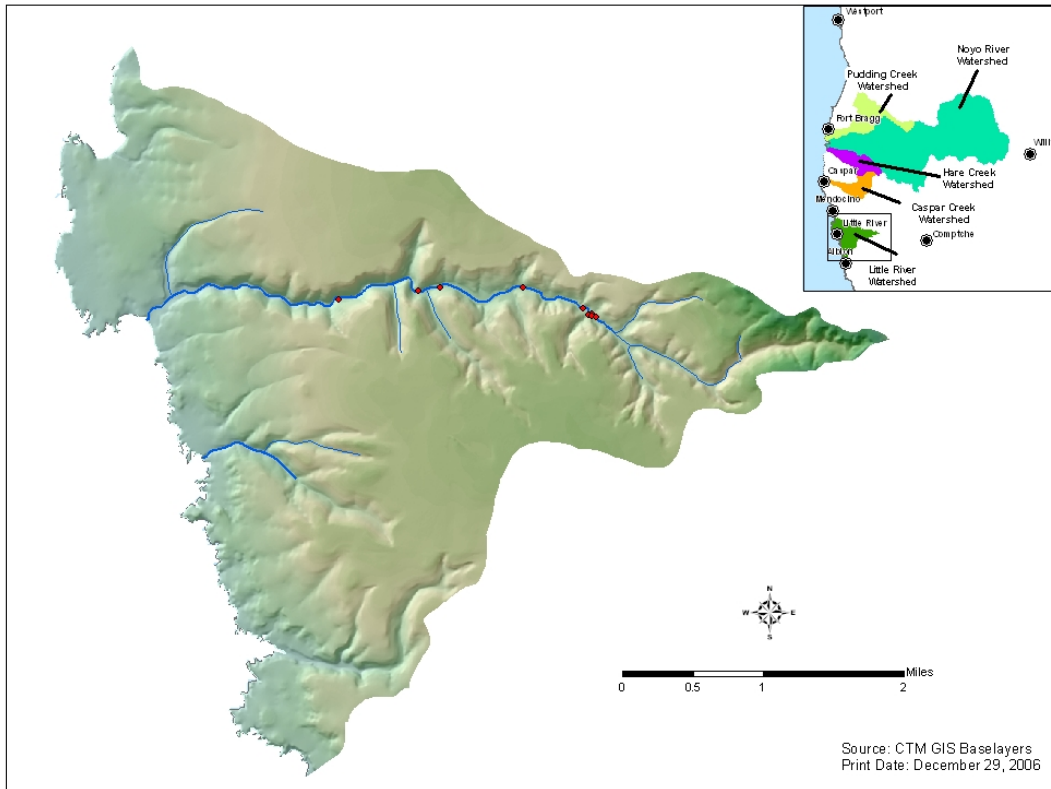 Westport
Noyo River
Watershed
Pudding Creek
Watershed
Fort Bragg
Caspar
Hare Creek
Watershed
Mendocino
Caspar Creek
Watershed
Little River
Comptche
Albion
Little River
Watershed
N
W E
S
Miles
0 0.5 1 2
Source: CTM GIS Baselayers
Print Date: December 29, 2006